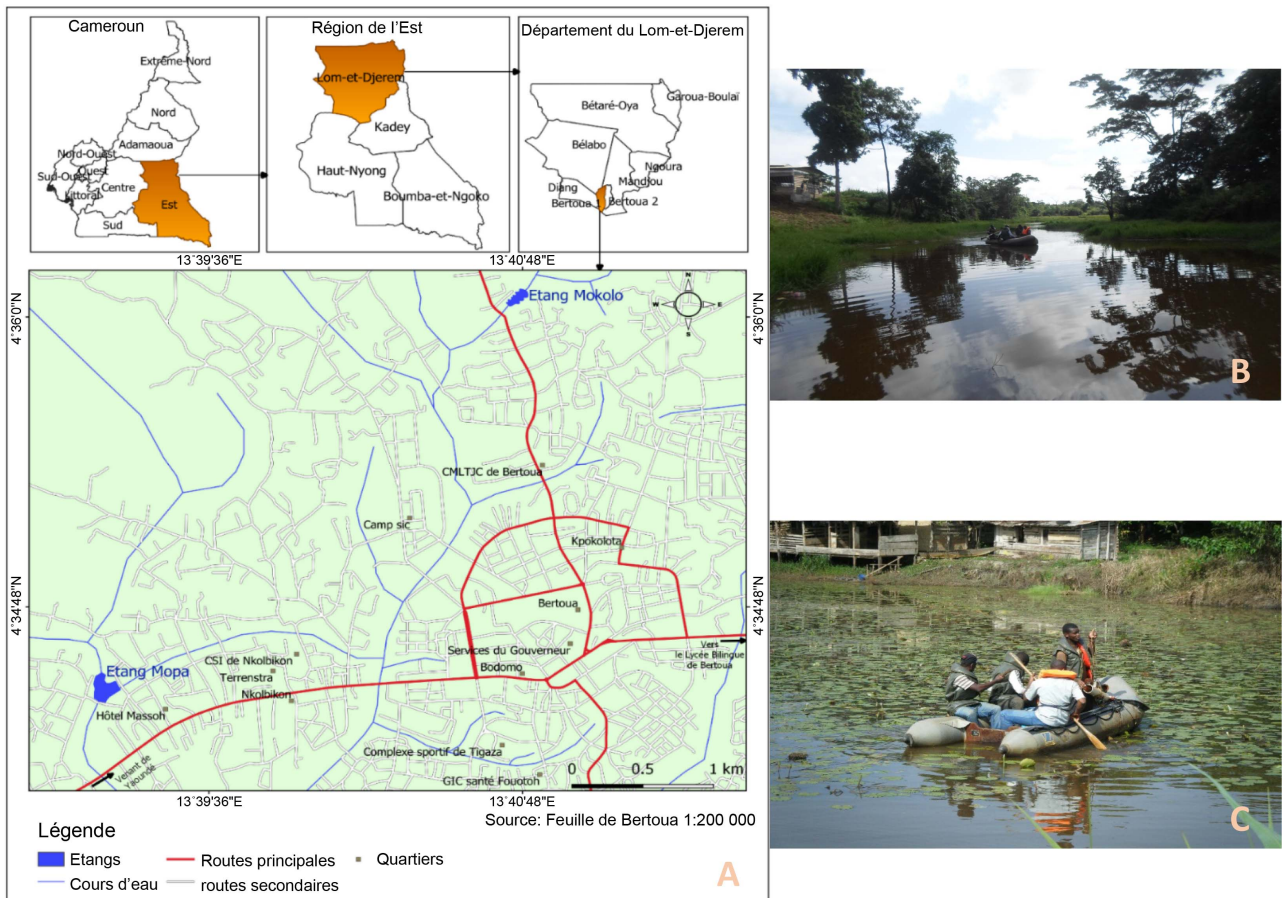 Cameroun
Extrême-Nord
Nord
Adamaoua
Nord-Ouest
Ouest
Sud-Ouest
Littoral
Centre
Est
Sud
Région de l'Est
Lom-et-Djerem
Kadey
Haut-Nyong
Boumba-et-Ngoko
Département du Lom-et-Djerem
Garoua-Boulaï
Bétaré-Oya
Bélabo
Ngoura
Mandjou
Diang
Bertoua 1
Bertoua 2
13°39'36"E
13°40'48"E
4°36'0"N
4°34'48"N
Etang Mokolo
N
W
E
S
CMLTJC de Bertoua
Camp sic
Kpokolota
Bertoua
Services du Gouverneur
Bodomo
Vers
le Lycée Bilingue
de Bertoua
CSI de Nkolbikon
Terrenstra
Nkolbikon
Etang Mopa
Hôtel Massoh
Venant de
Yaoundé
Complexe sportif de Tigaza
GIC santé Fouotoh
0 0.5 1 km
4°36'0"N
4°34'48"N
13°39'36"E
13°40'48"E
Source: Feuille de Bertoua 1:200 000
Légende
Etangs
Routes principales
Quartiers
Cours d'eau
routes secondaires
A
B
C